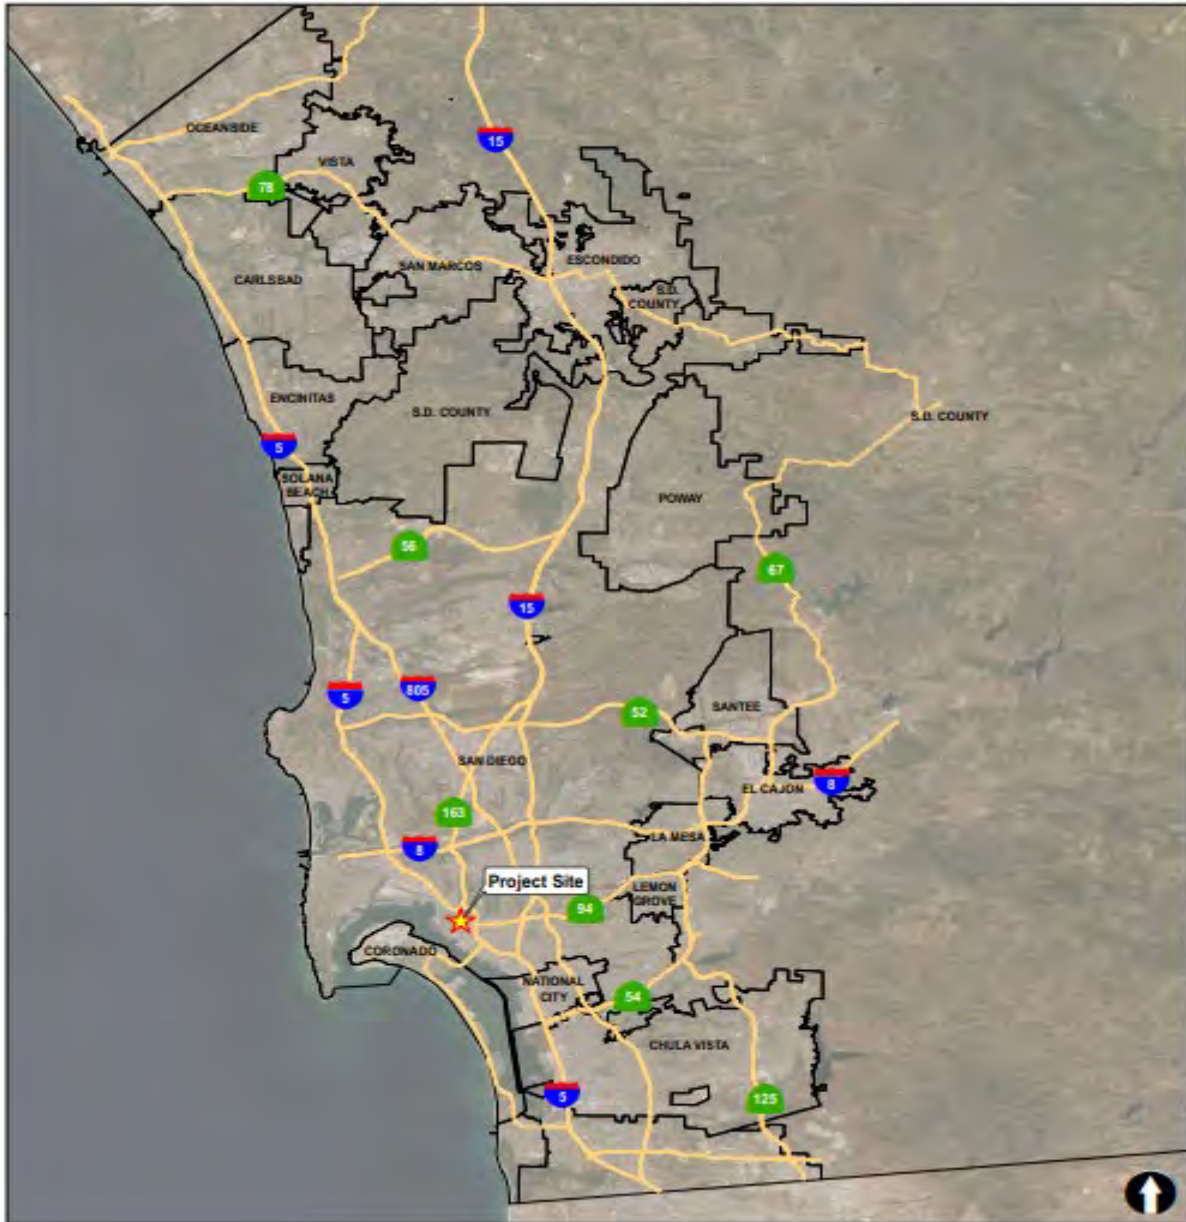 OCEANSIDE
15
VISTA
78
ESCONDIDO
SAN MARCOS
CARLSBAD
S.D.
COUNTY
ENCINITAS
S.D. COUNTY
S.D. COUNTY
5
SOLANA
BEACH
POWAY
56
67
15
5
805
SANTEE
52
SAN DIEGO
EL CAJON
8
163
LA MESA
8
Project Site
LEMON
GROVE
94
CORONADO
NATIONAL
CITY
54
CHULA VISTA
5
125